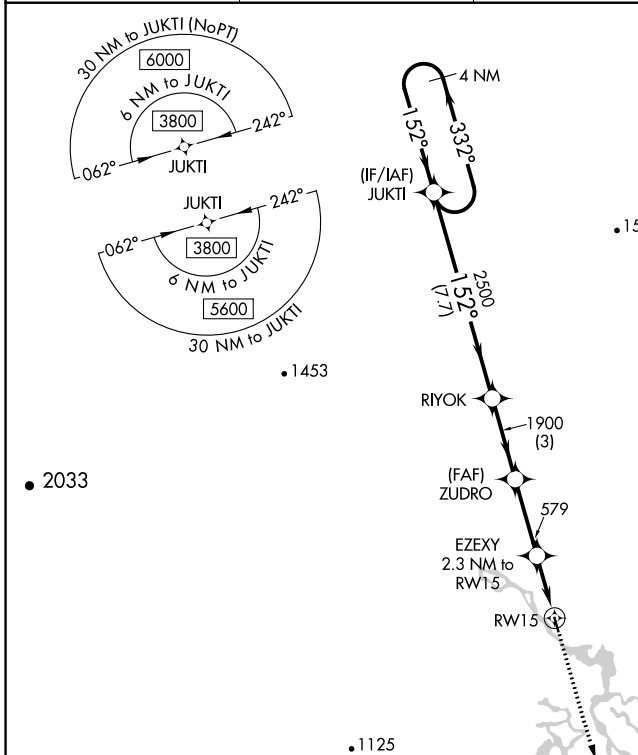 30 NM to JUKTI (NoPT)
6000
6 NM to JUKTI
3800
062°
242°
JUKTI
JUKTI
062°
242°
3800
6 NM to JUKTI
5600
30 NM to JUKTI
4 NM
152°
332°
(IF/IAF)
JUKTI
15
2500
152°
(7.7)
1453
RIYOK
1900
(3)
2033
(FAF)
ZUDRO
579
EZEXY
2.3 NM to
RW15
RW15
1125